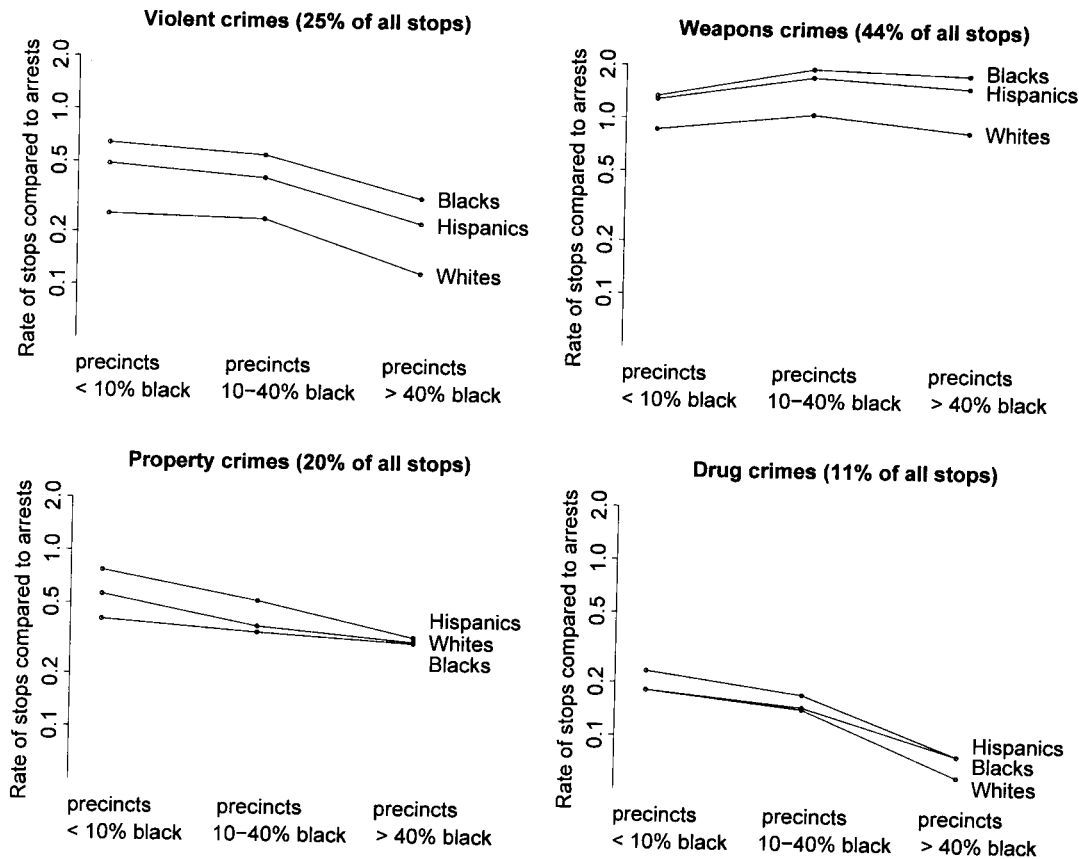 Violent crimes (25% of all stops)
Rate of stops compared to arrests
2.0
1.0
0.5
0.2
0.1
Blacks
Hispanics
Whites
precincts
< 10% black
precincts
10−40% black
precincts
> 40% black
Weapons crimes (44% of all stops)
Rate of stops compared to arrests
2.0
1.0
0.5
0.2
0.1
Blacks
Hispanics
Whites
precincts
< 10% black
precincts
10−40% black
precincts
> 40% black
Property crimes (20% of all stops)
Rate of stops compared to arrests
2.0
1.0
0.5
0.2
0.1
Hispanics
Whites
Blacks
precincts
< 10% black
precincts
10−40% black
precincts
> 40% black
Drug crimes (11% of all stops)
Rate of stops compared to arrests
2.0
1.0
0.5
0.2
0.1
Hispanics
Blacks
Whites
precincts
< 10% black
precincts
10−40% black
precincts
> 40% black